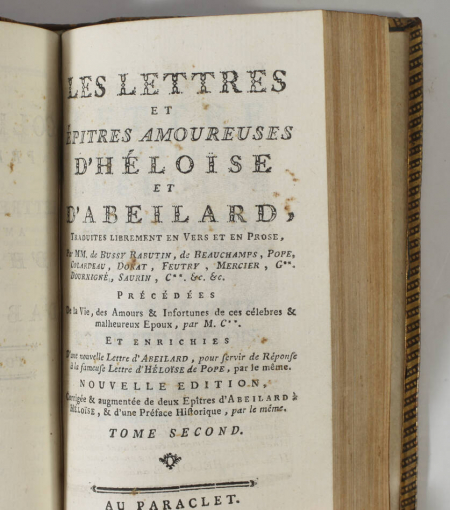 LES LETTRES
ET
ÉPITRES AMOUREUSES
D'HÉLOÏSE
ET
D'ABEILARD,
TRADUITES LIBREMENT EN VERS ET EN PROSE,
Par MM. de BUSSY RABUTIN, de BEAUCHAMPS, POPE,
COLARDEAU, DORAT, FEUTRY, MERCIER, G**.
DOURXIGNÉ, SAURIN, C**. &c. &c.
PRÉCÉDÉES
De la Vie, des Amours & Infortunes de ces célebres &
malheureux Epoux, par M. C**.
ET ENRICHIES
D'une nouvelle Lettre d'ABEILARD, pour servir de Réponse
à la fameuse Lettre d'HÉLOÏSE de POPE, par le même.
NOUVELLE EDITION,
Corrigée & augmentée de deux Epîtres d'ABEILARD à
HÉLOÏSE, & d'une Préface Historique, par le même.
TOME SECOND.
AU PARACLET.